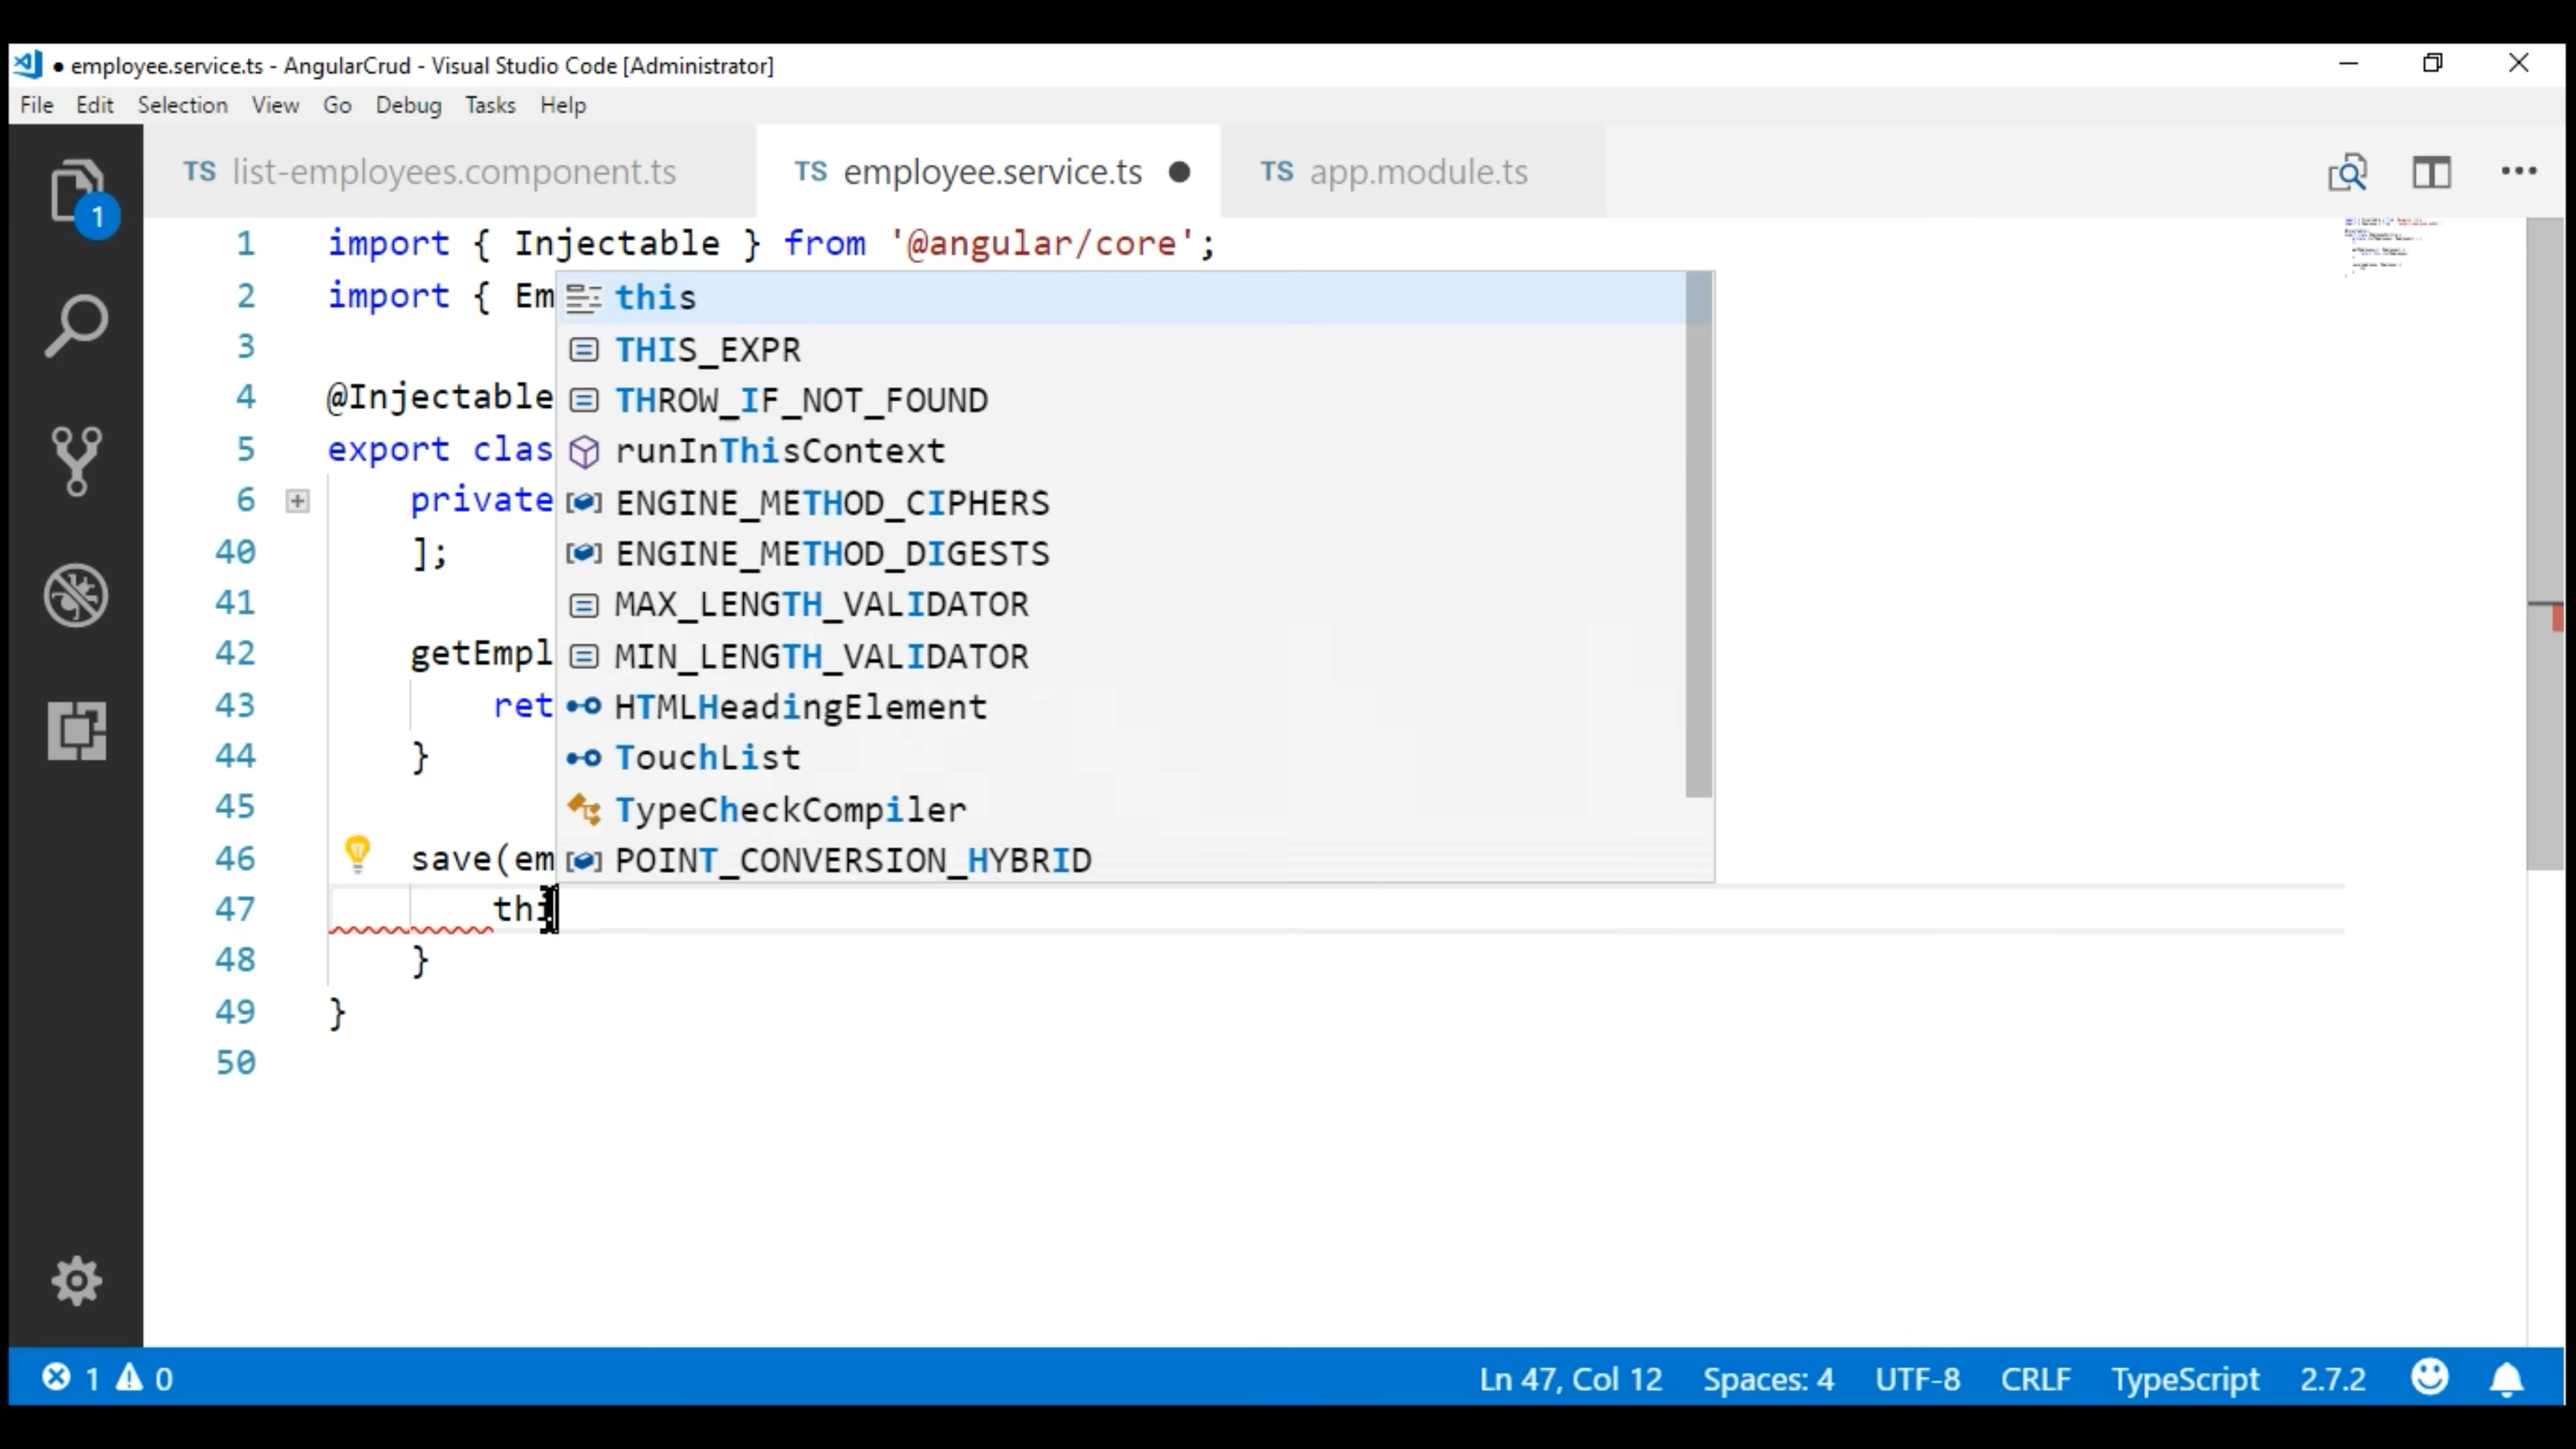 ● employee.service.ts - AngularCrud - Visual Studio Code [Administrator]
File Edit Selection View Go Debug Tasks Help
TS list-employees.component.ts TS employee.service.ts ● TS app.module.ts
1
1 import { Injectable } from '@angular/core';
2 import { Em
3
4 @Injectable
5 export clas
6 private
40 ];
41
42 getEmpl
43 ret
44 }
45
46 save(em
47 thi
48 }
49 }
50
this
THIS_EXPR
THROW_IF_NOT_FOUND
runInThisContext
ENGINE_METHOD_CIPHERS
ENGINE_METHOD_DIGESTS
MAX_LENGTH_VALIDATOR
MIN_LENGTH_VALIDATOR
HTMLHeadingElement
TouchList
TypeCheckCompiler
POINT_CONVERSION_HYBRID
1 0 Ln 47, Col 12 Spaces: 4 UTF-8 CRLF TypeScript 2.7.2